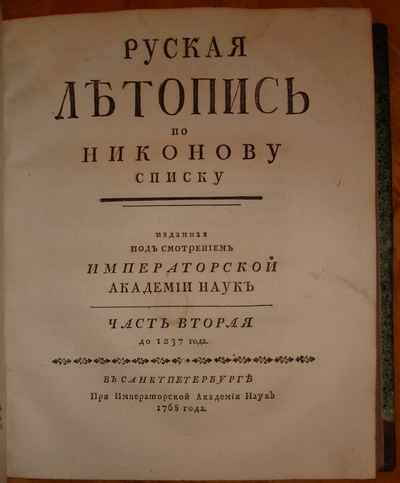 РУСКАЯ
ЛѢТОПИСЬ
ПО
НИКОНОВУ
СПИСКУ
изданная
ПОДЪ СМОТРЕНІЕМЪ
ИМПЕРАТОРСКОЙ
АКАДЕМІИ НАУКЪ
ЧАСТЬ ВТОРАЯ
до 1237 года.
ВЪ САНКТПЕТЕРБУРГѢ
При Императорской Академіи Наукъ
1768 года.